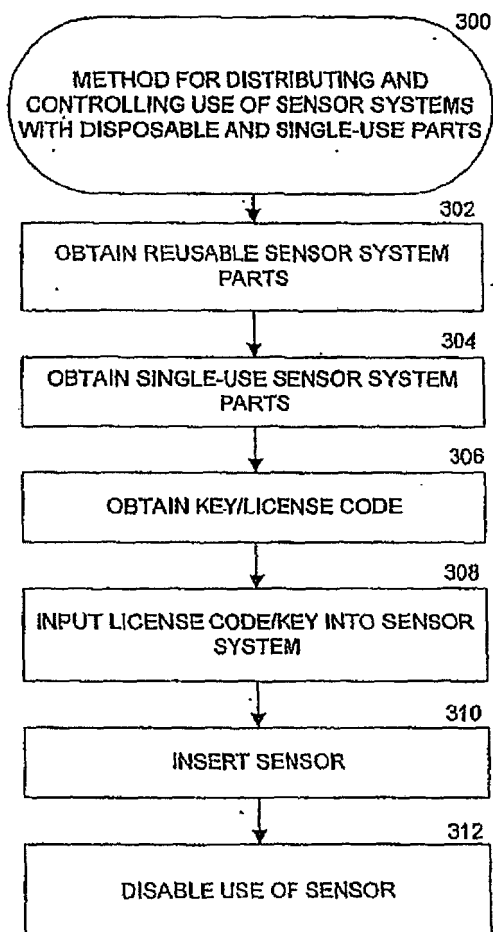 300
METHOD FOR DISTRIBUTING AND
CONTROLLING USE OF SENSOR SYSTEMS
WITH DISPOSABLE AND SINGLE-USE PARTS
302
OBTAIN REUSABLE SENSOR SYSTEM
PARTS
304
OBTAIN SINGLE-USE SENSOR SYSTEM
PARTS
306
OBTAIN KEY/LICENSE CODE
308
INPUT LICENSE CODE/KEY INTO SENSOR
SYSTEM
310
INSERT SENSOR
312
DISABLE USE OF SENSOR